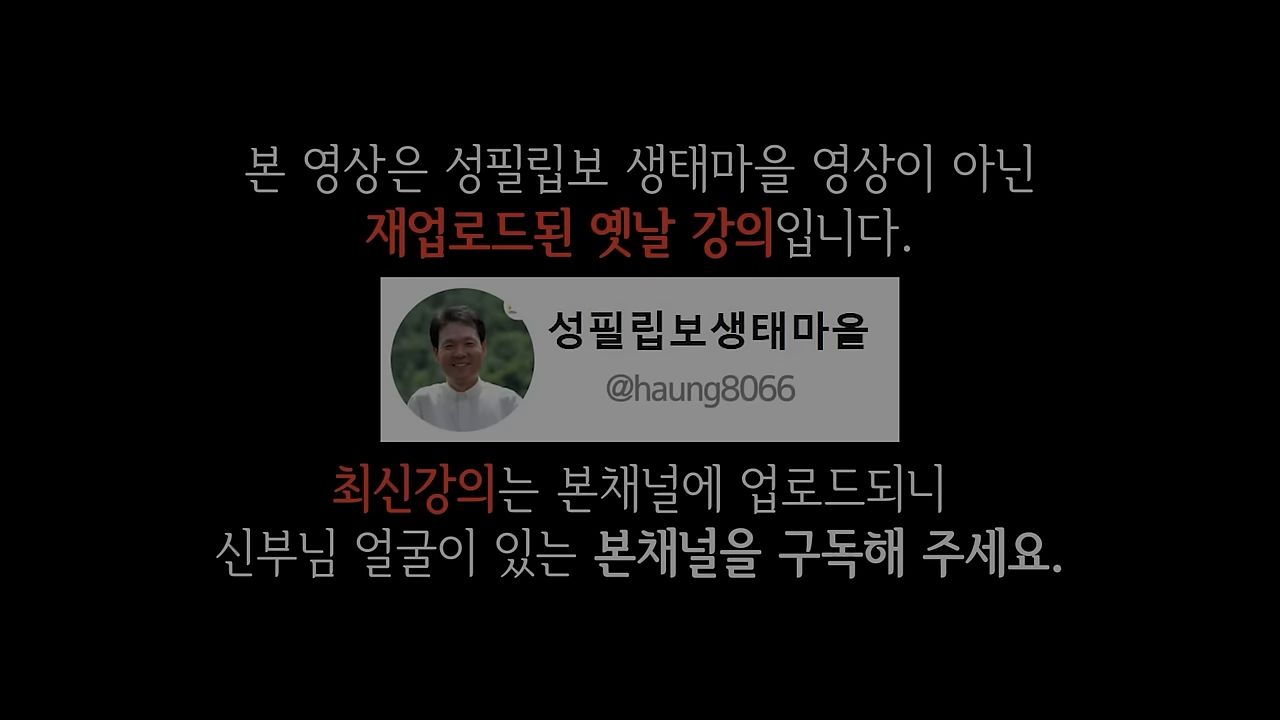 본 영상은 성필립보 생태마을 영상이 아닌
재업로드된 옛날 강의입니다.
성필립보생태마을
@haung8066
최신강의는 본채널에 업로드되니
신부님 얼굴이 있는 본채널을 구독해 주세요.